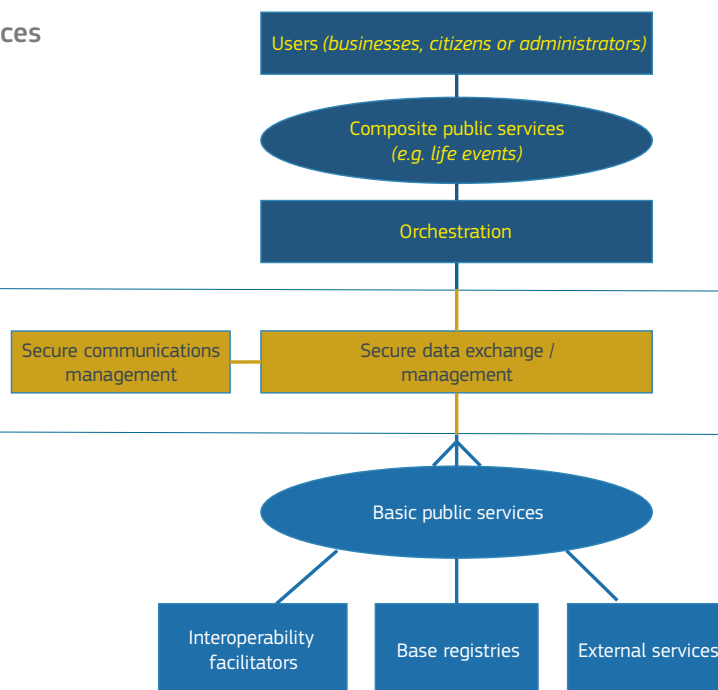 ces
Users (businesses, citizens or administrators)
Composite public services
(e.g. life events)
Orchestration
Secure communications
management
Secure data exchange /
management
Basic public services
Interoperability
facilitators
Base registries
External services